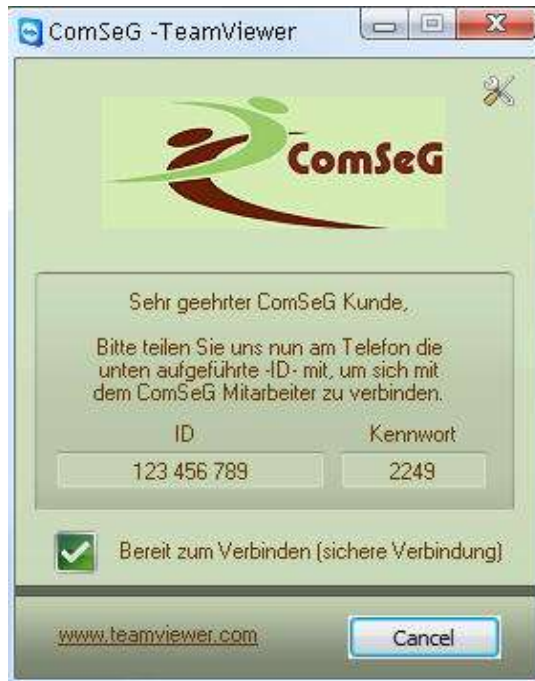 ComSeG -TeamViewer
ComSeG
Sehr geehrter ComSeG Kunde,
Bitte teilen Sie uns nun am Telefon die
unten aufgeführte -ID- mit, um sich mit
dem ComSeG Mitarbeiter zu verbinden.
ID Kennwort
123 456 789 2249
Bereit zum Verbinden (sichere Verbindung)
www.teamviewer.com Cancel